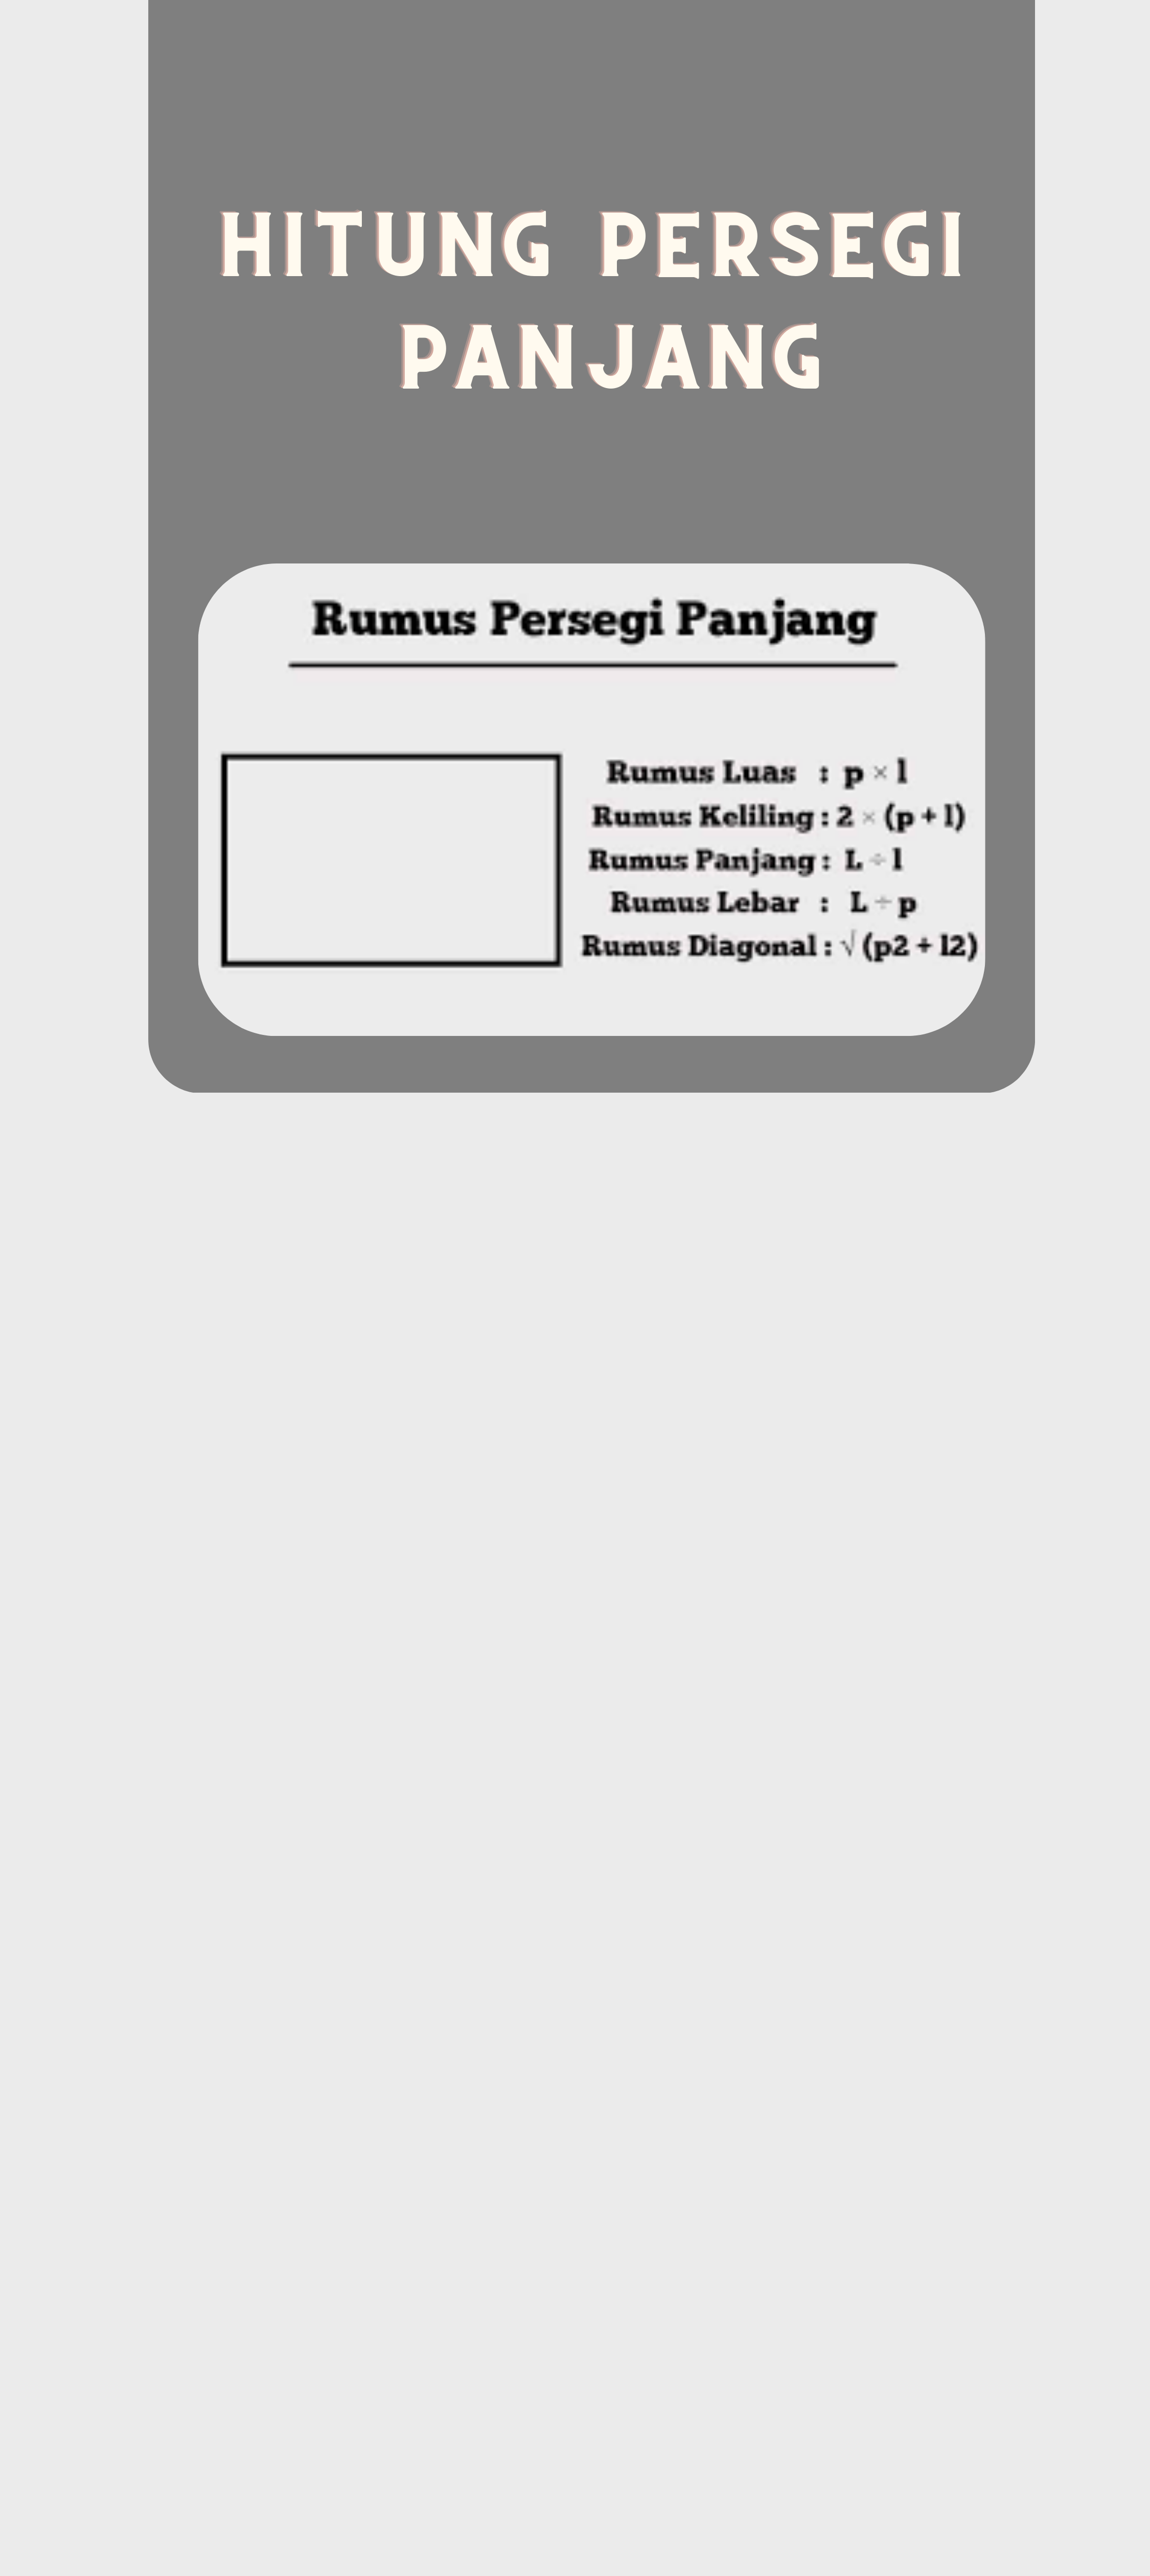 HITUNG PERSEGI
PANJANG
Rumus Persegi Panjang
Rumus Luas : p × l
Rumus Keliling : 2 × (p + l)
Rumus Panjang : L ÷ l
Rumus Lebar : L ÷ p
Rumus Diagonal : √ (p2 + l2)